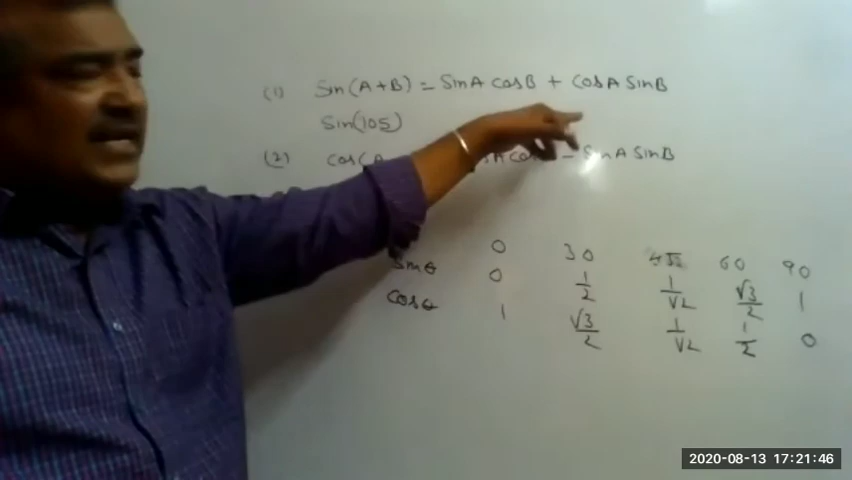 (1) Sin(A+B) = SinA CosB + CosA SinB
Sin(105)
(2) Cos(A - SinA SinB
0 30 60 90
Sinθ 0 1/2 1/√2 √3/2 1
Cosθ 1 √3/2 1/√2 1/2 0
2020-08-13 17:21:46